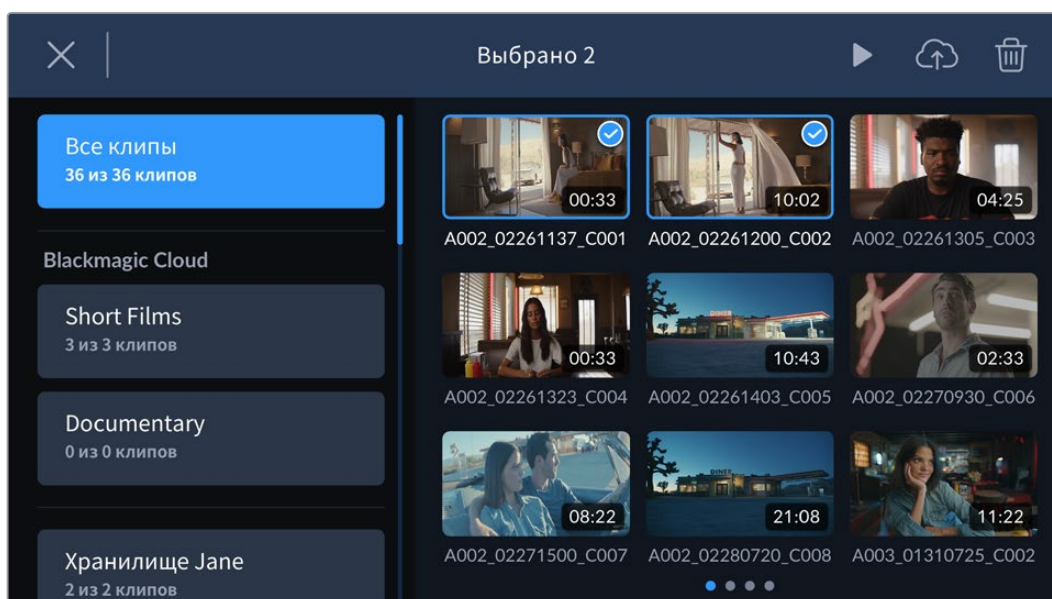 Выбрано 2
Все клипы
36 из 36 клипов
Blackmagic Cloud
Short Films
3 из 3 клипов
Documentary
0 из 0 клипов
Хранилище Jane
2 из 2 клипов
00:33
10:02
04:25
A002_02261137_C001
A002_02261200_C002
A002_02261305_C003
DINER
00:33
10:43
02:33
A002_02261323_C004
A002_02261403_C005
A002_02270930_C006
DINER
08:22
21:08
11:22
A002_02271500_C007
A002_02280720_C008
A003_01310725_C002